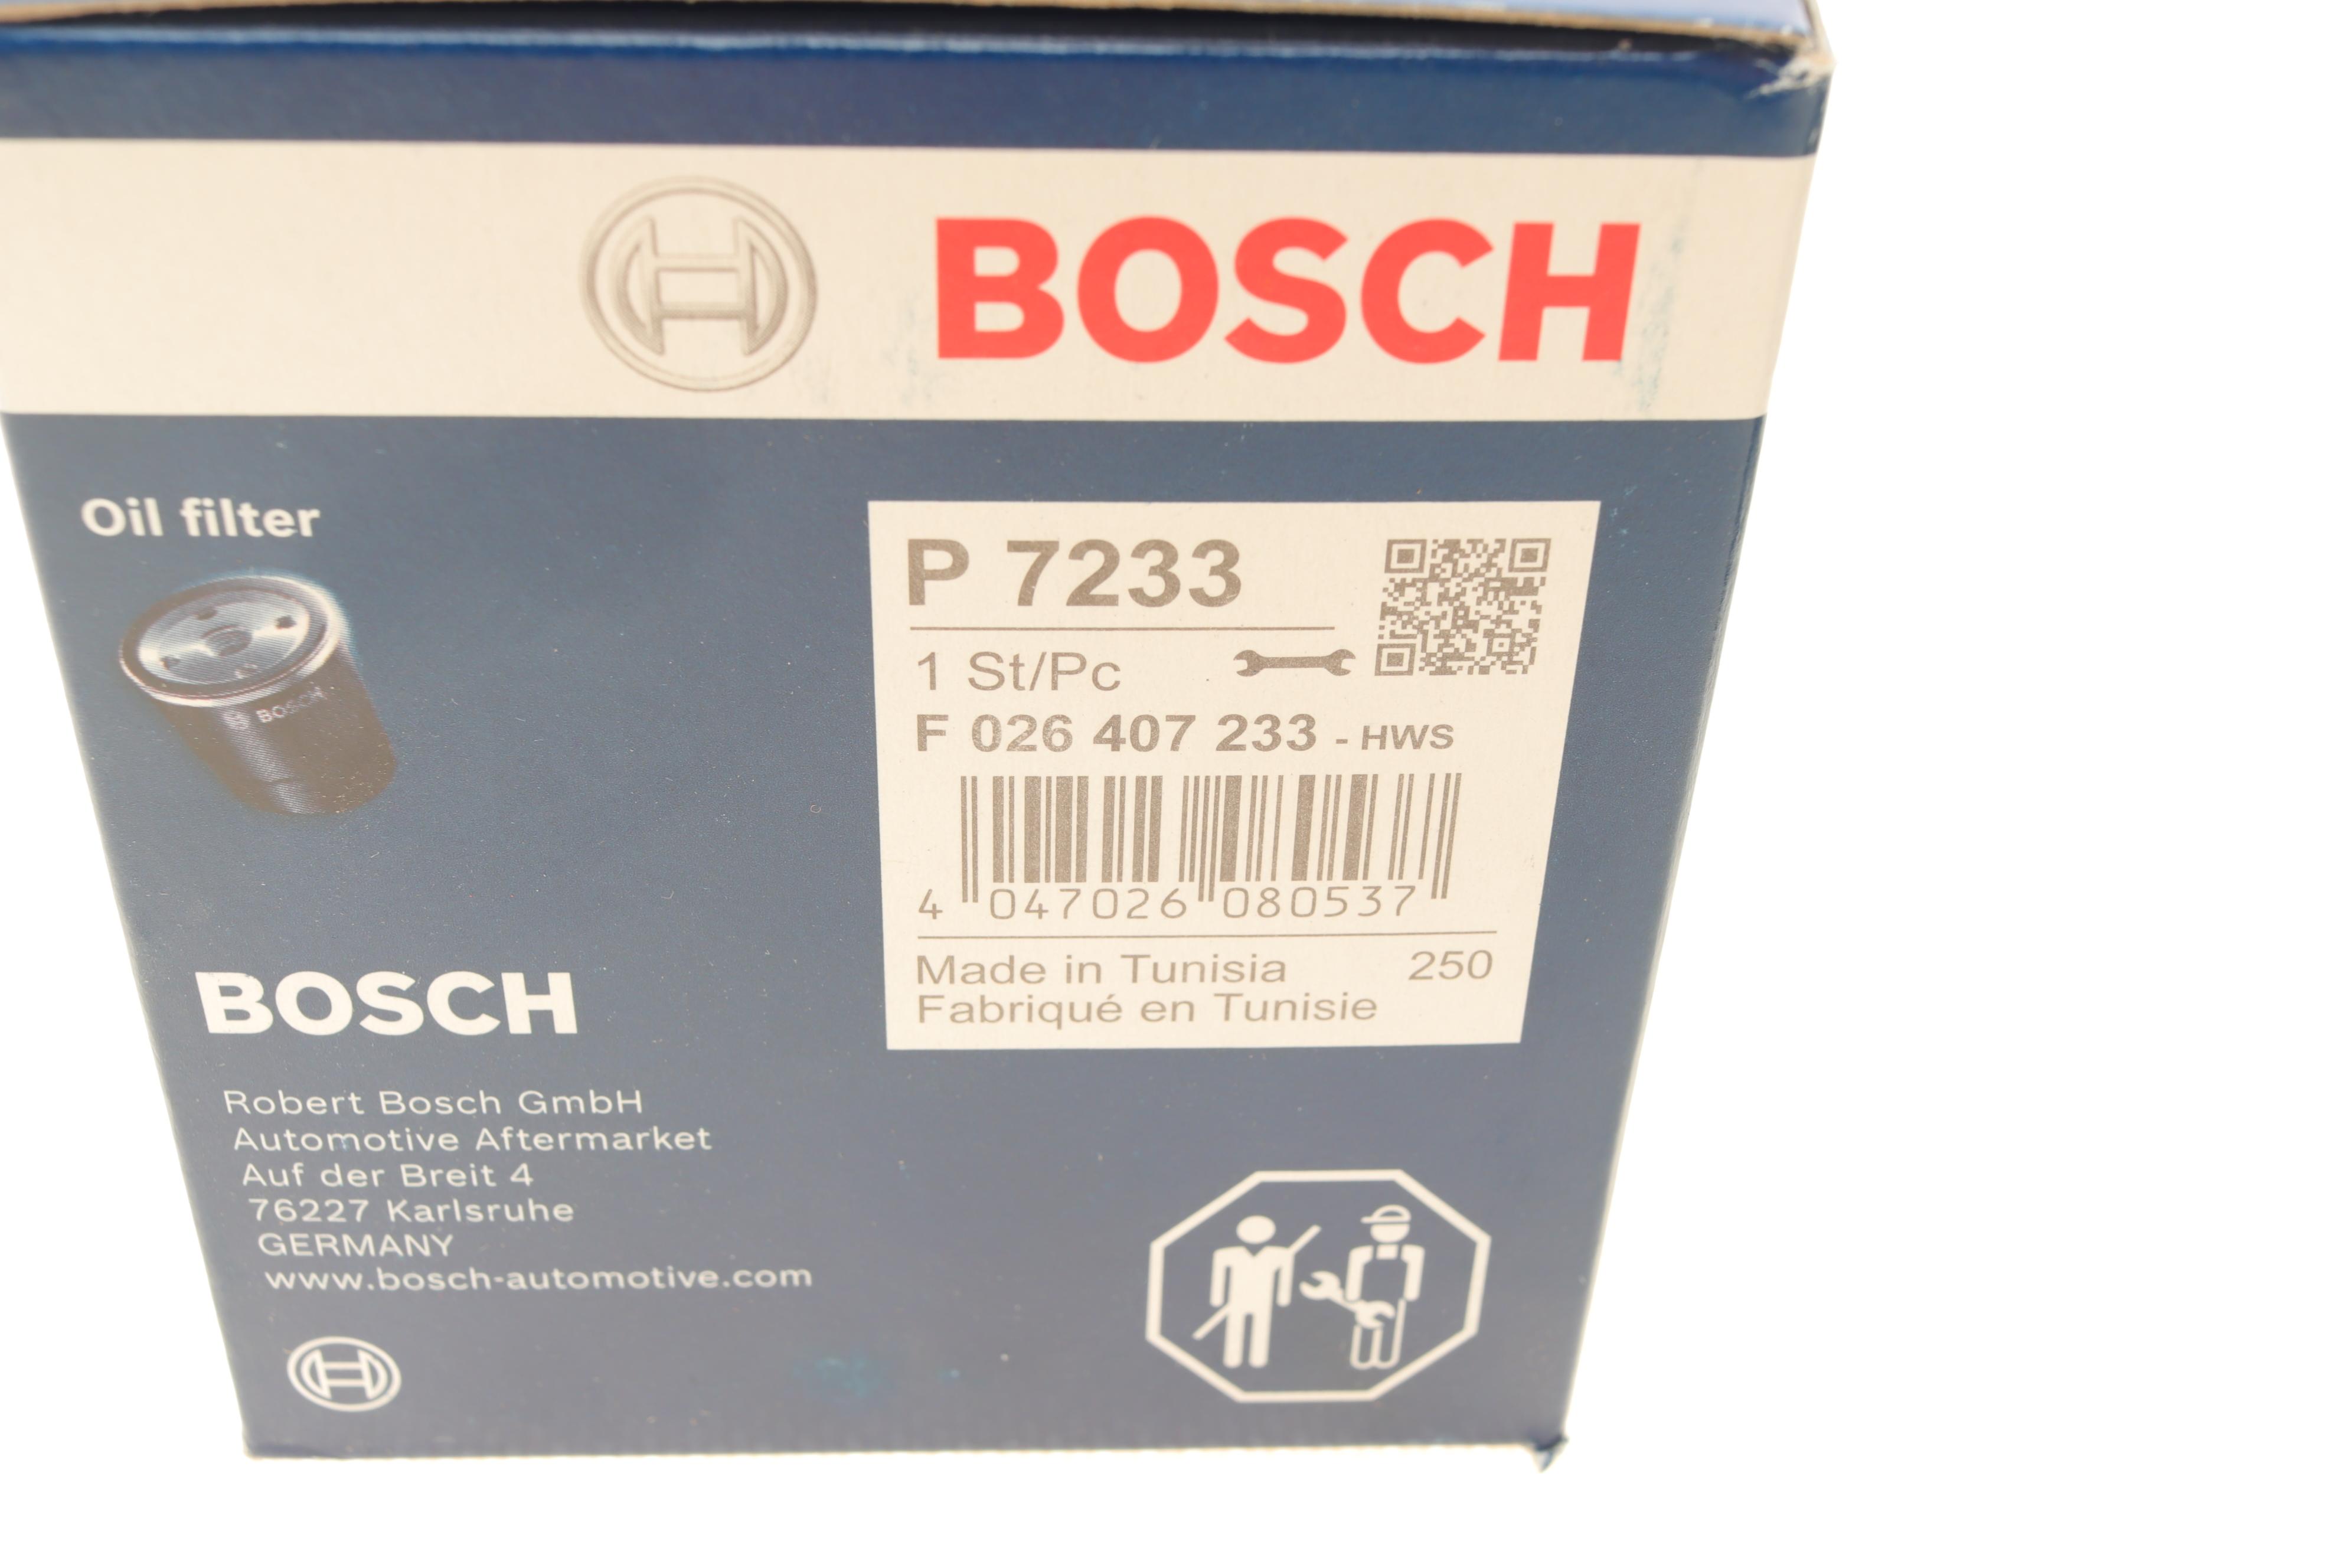 BOSCH
Oil filter
BOSCH
P 7233
1 St/Pc
F 026 407 233 - HWS
4 047026 080537
Made in Tunisia 250
Fabriqué en Tunisie
BOSCH
Robert Bosch GmbH
Automotive Aftermarket
Auf der Breit 4
76227 Karlsruhe
GERMANY
www.bosch-automotive.com